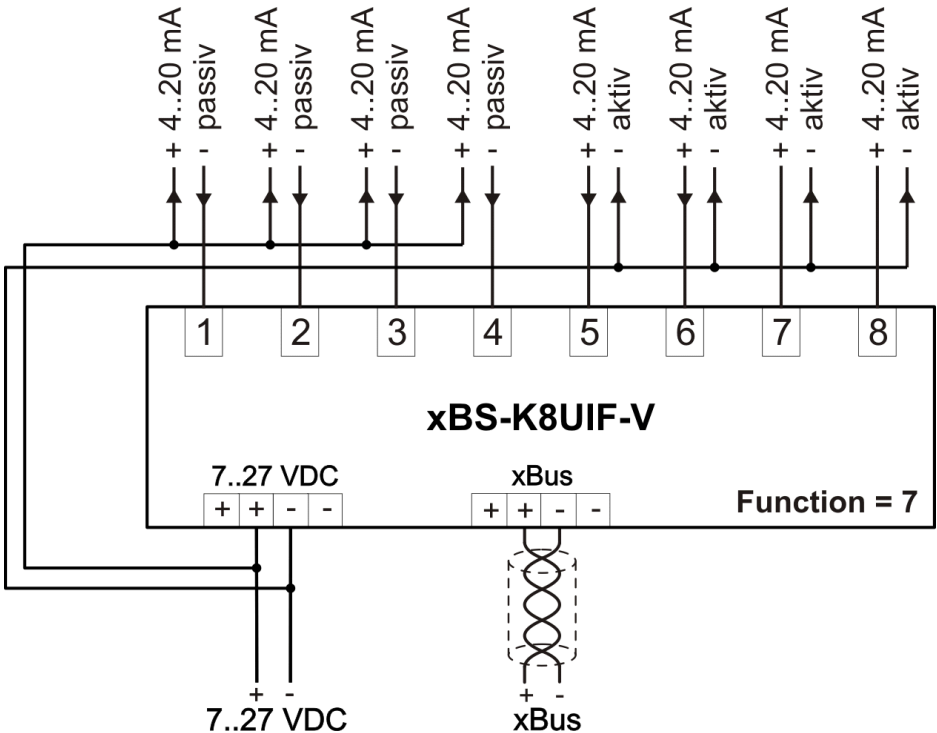 + 4..20 mA
- passiv
+ 4..20 mA
- passiv
+ 4..20 mA
- passiv
+ 4..20 mA
- passiv
+ 4..20 mA
- aktiv
+ 4..20 mA
- aktiv
+ 4..20 mA
- aktiv
+ 4..20 mA
- aktiv
1 2 3 4 5 6 7 8
xBS-K8UIF-V
7..27 VDC xBus
+ + - - + + - - Function = 7
+ - + -
7..27 VDC xBus